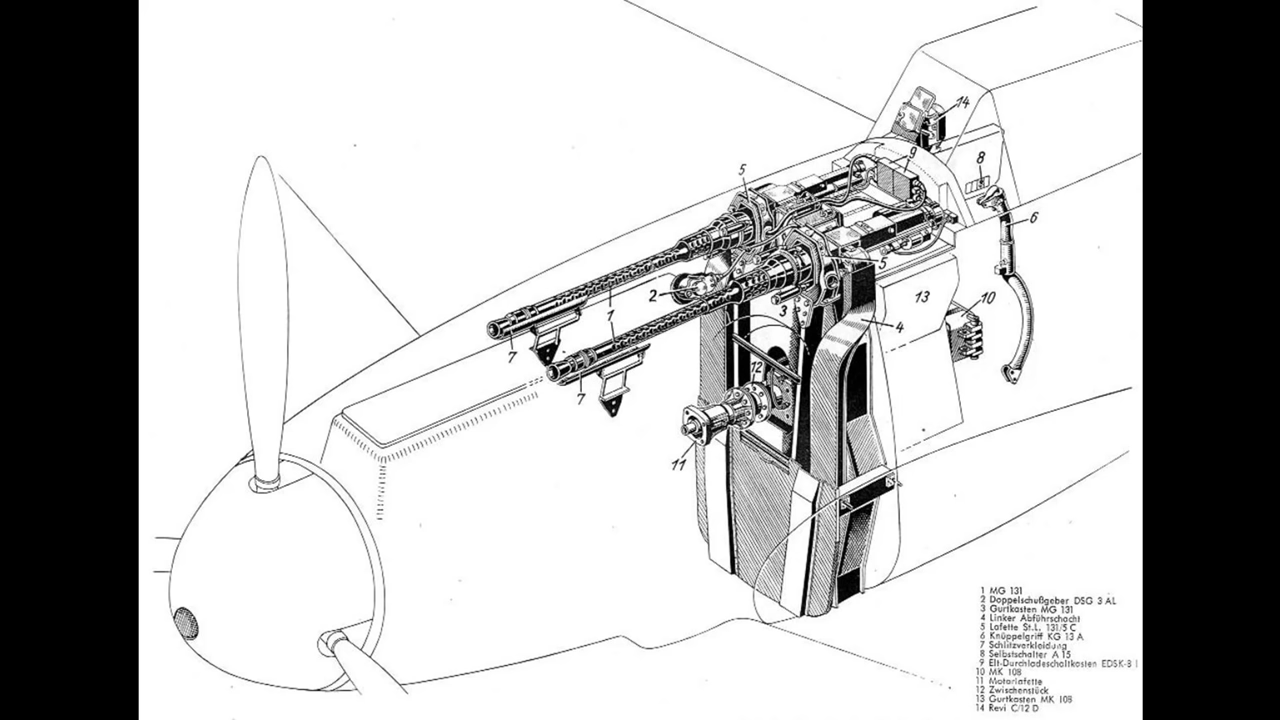 14
9
5
8
6
5
2
1
3
13
10
4
7
7
12
11
1 MG 131
2 Doppelschußgeber DSG 3 AL
3 Gurtkasten MG 131
4 Linker Abführschacht
5 Lafette St.L. 131/5 C
6 Knüppelgriff KG 13 A
7 Schlitzverkleidung
8 Selbstschalter A 15
9 Elt-Durchladeschaltkasten EDSK-B 1
10 MK 108
11 Motorlafette
12 Zwischenstück
13 Gurtkasten MK 108
14 Revi C/12 D